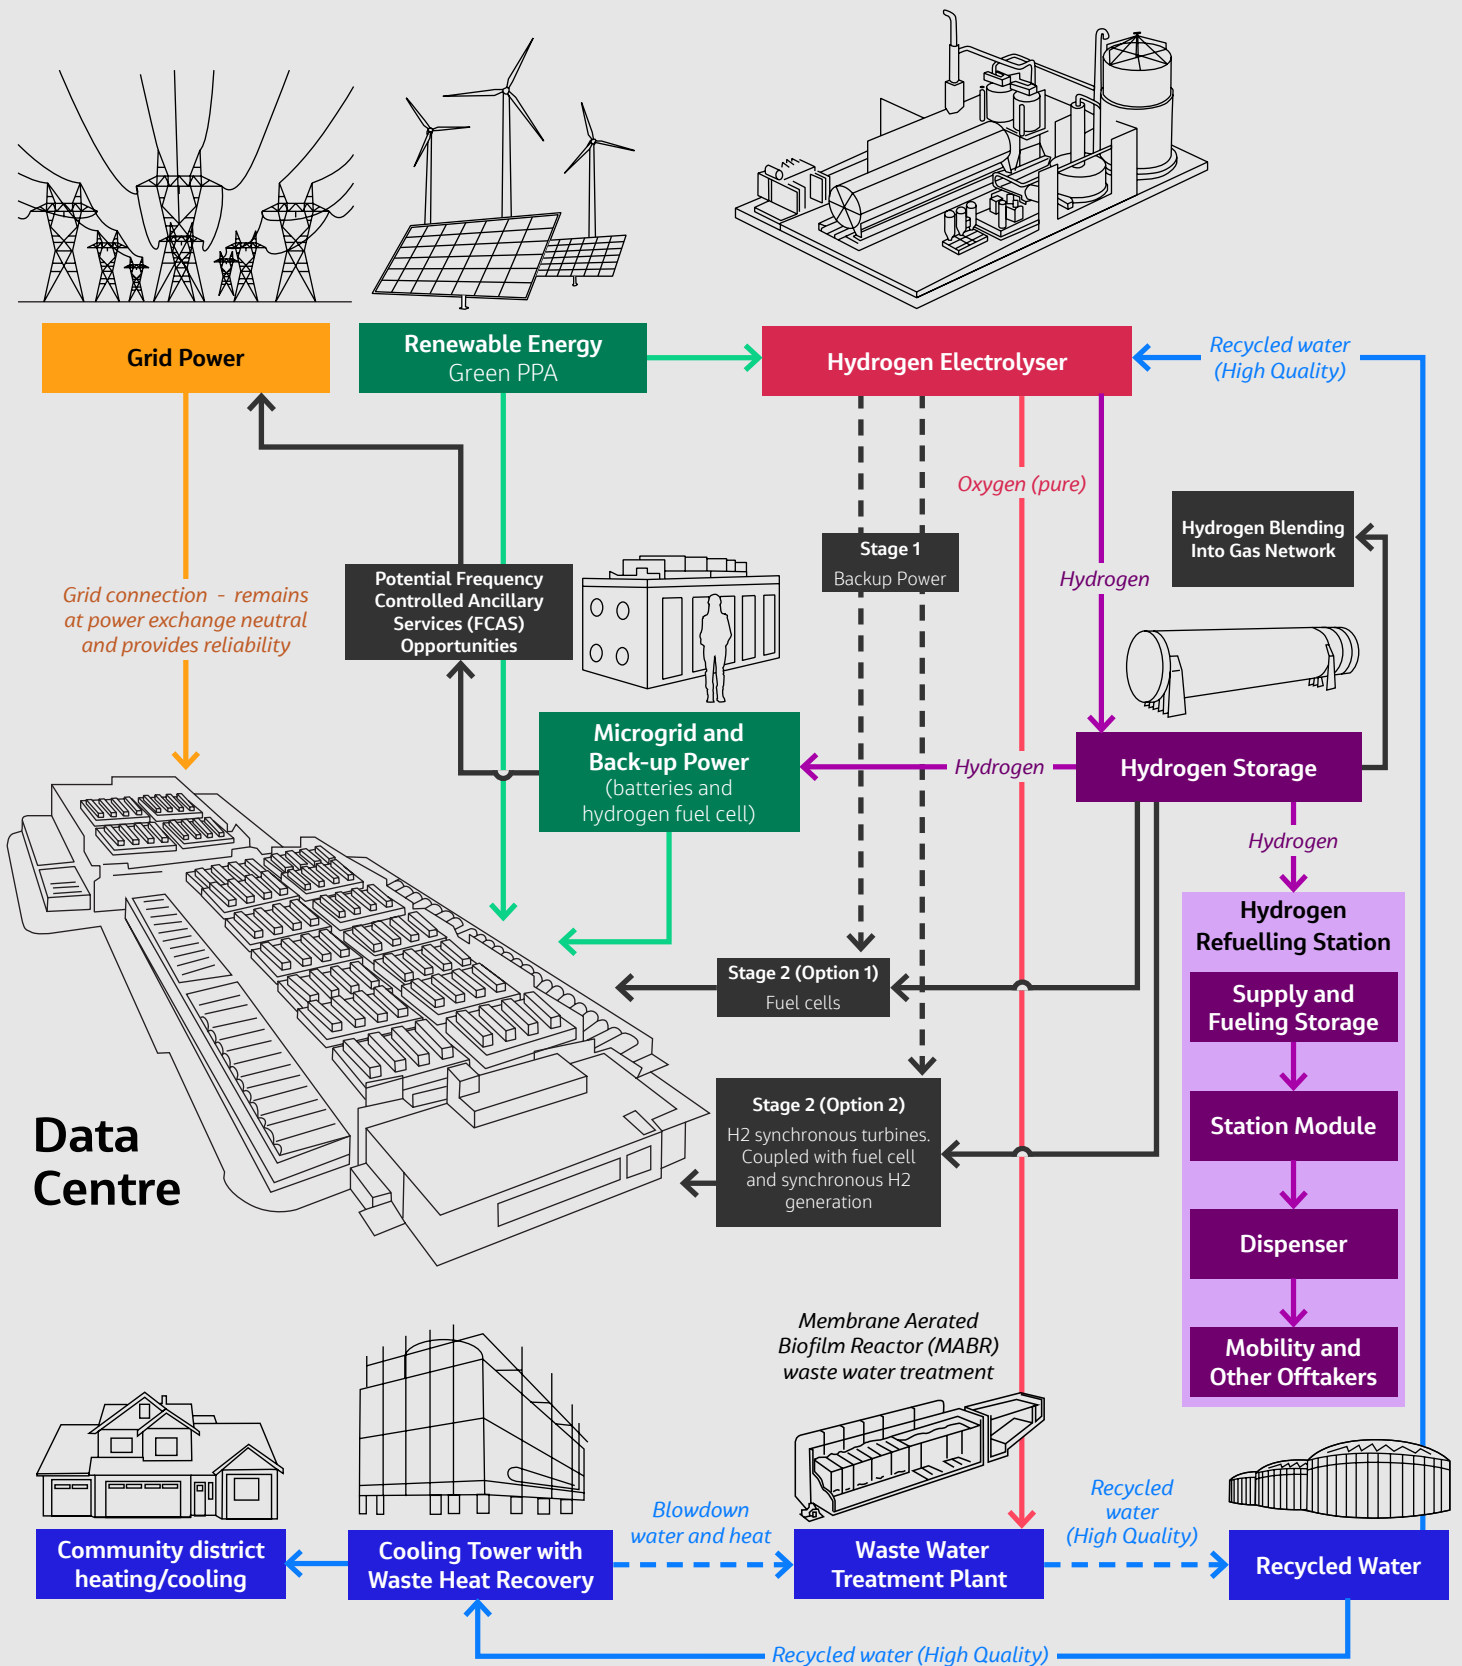 Grid Power
Renewable Energy
Green PPA
Hydrogen Electrolyser
Recycled water
(High Quality)
Oxygen (pure)
Hydrogen Blending
Into Gas Network
Stage 1
Backup Power
Hydrogen
Potential Frequency
Controlled Ancillary
Services (FCAS)
Opportunities
Grid connection - remains
at power exchange neutral
and provides reliability
Microgrid and
Back-up Power
(batteries and
hydrogen fuel cell)
Hydrogen
Hydrogen Storage
Hydrogen
Hydrogen
Refuelling Station
Supply and
Fueling Storage
Station Module
Dispenser
Mobility and
Other Offtakers
Stage 2 (Option 1)
Fuel cells
Stage 2 (Option 2)
H2 synchronous turbines.
Coupled with fuel cell
and synchronous H2
generation
Data
Centre
Membrane Aerated
Biofilm Reactor (MABR)
waste water treatment
Community district
heating/cooling
Cooling Tower with
Waste Heat Recovery
Blowdown
water and heat
Waste Water
Treatment Plant
Recycled
water
(High Quality)
Recycled Water
Recycled water (High Quality)